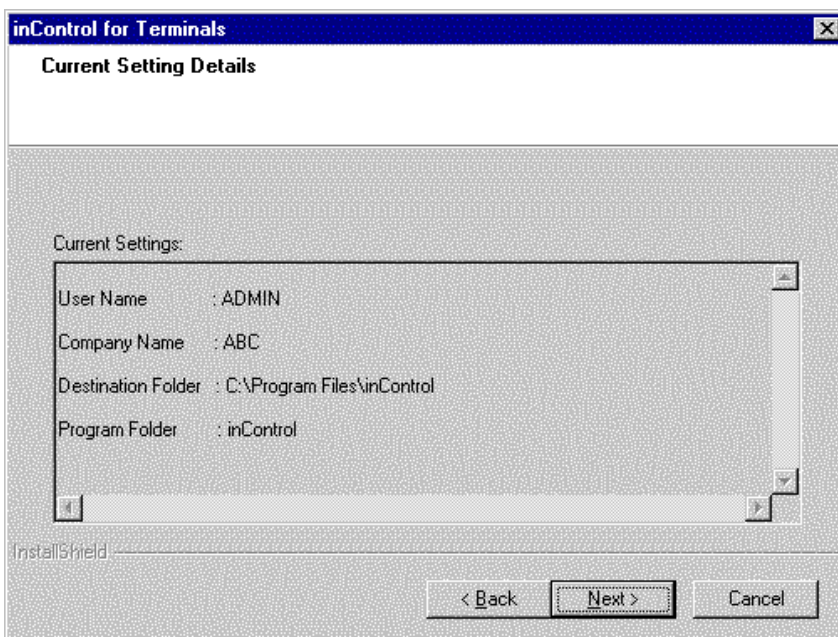 inControl for Terminals
Current Setting Details
Current Settings:
User Name : ADMIN
Company Name : ABC
Destination Folder : C:\Program Files\inControl
Program Folder : inControl
InstallShield
< Back Next > Cancel